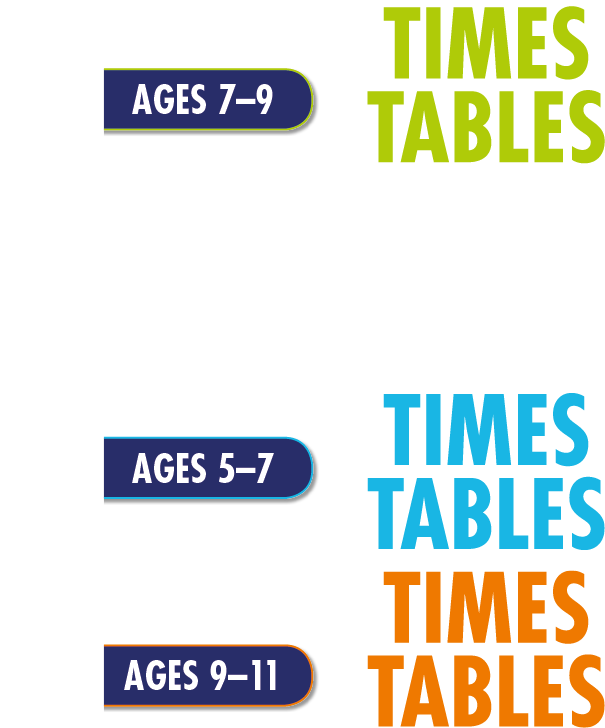 TIMES
TABLES
AGES 7–9
TIMES
TABLES
AGES 5–7
TIMES
TABLES
AGES 9–11